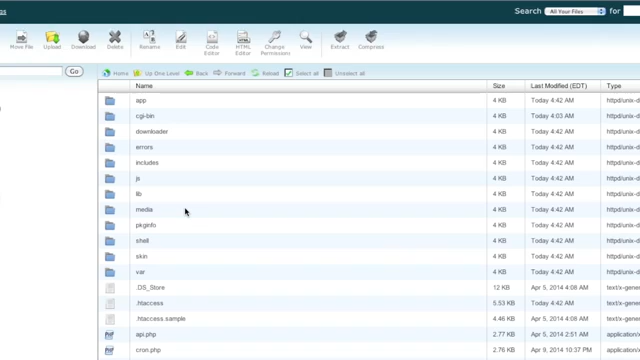 Search All Your Files for
Move File Upload Download Delete Rename Edit Code Editor HTML Editor Change Permissions View Extract Compress
Go Home Up One Level Back Forward Reload Select all Unselect all
Name Size Last Modified (EDT) Type
app 4 KB Today 4:42 AM httpd/unix-d
cgi-bin 4 KB Today 4:03 AM httpd/unix-d
downloader 4 KB Today 4:42 AM httpd/unix-d
errors 4 KB Today 4:42 AM httpd/unix-d
includes 4 KB Today 4:42 AM httpd/unix-d
js 4 KB Today 4:42 AM httpd/unix-d
lib 4 KB Today 4:42 AM httpd/unix-d
media 4 KB Today 4:42 AM httpd/unix-d
pkginfo 4 KB Today 4:42 AM httpd/unix-d
shell 4 KB Today 4:42 AM httpd/unix-d
skin 4 KB Today 4:42 AM httpd/unix-d
var 4 KB Today 4:42 AM httpd/unix-d
.DS_Store 12 KB Apr 5, 2014 4:08 AM text/x-gener
.htaccess 5.53 KB Today 4:42 AM text/x-gener
.htaccess.sample 4.46 KB Apr 5, 2014 4:08 AM text/x-gener
api.php 2.77 KB Apr 5, 2014 2:51 AM application/x
cron.php 2.76 KB Apr 9, 2014 10:37 PM application/x